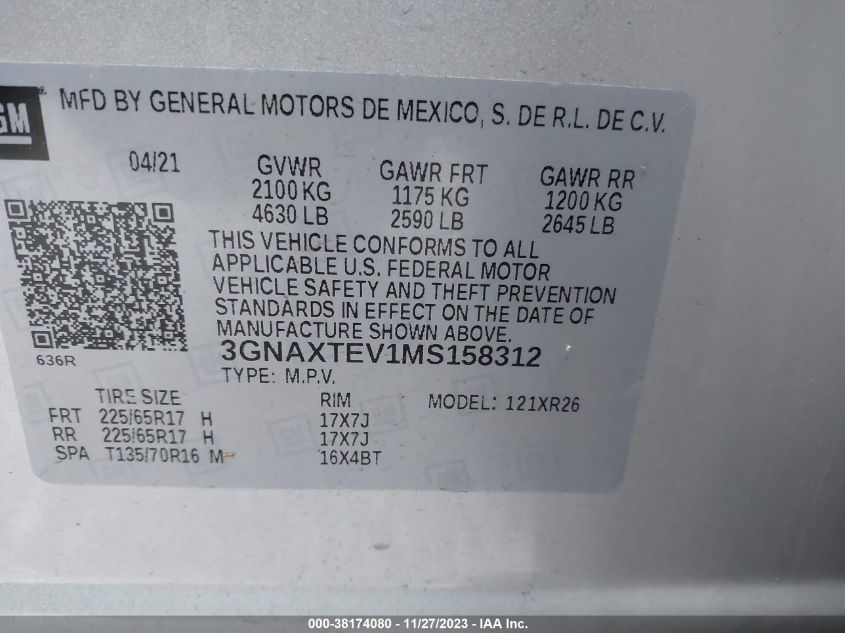 GM
MFD BY GENERAL MOTORS DE MEXICO, S. DE R.L. DE C.V.
04/21 GVWR GAWR FRT GAWR RR
2100 KG 1175 KG 1200 KG
4630 LB 2590 LB 2645 LB
THIS VEHICLE CONFORMS TO ALL
APPLICABLE U.S. FEDERAL MOTOR
VEHICLE SAFETY AND THEFT PREVENTION
STANDARDS IN EFFECT ON THE DATE OF
MANUFACTURE SHOWN ABOVE.
636R 3GNAXTEV1MS158312
TYPE: M.P.V.
TIRE SIZE RIM MODEL: 121XR26
FRT 225/65R17 H 17X7J
RR 225/65R17 H 17X7J
SPA T135/70R16 M 16X4BT
000-38174080 - 11/27/2023 - Copyright © 2023 IAA, Inc.